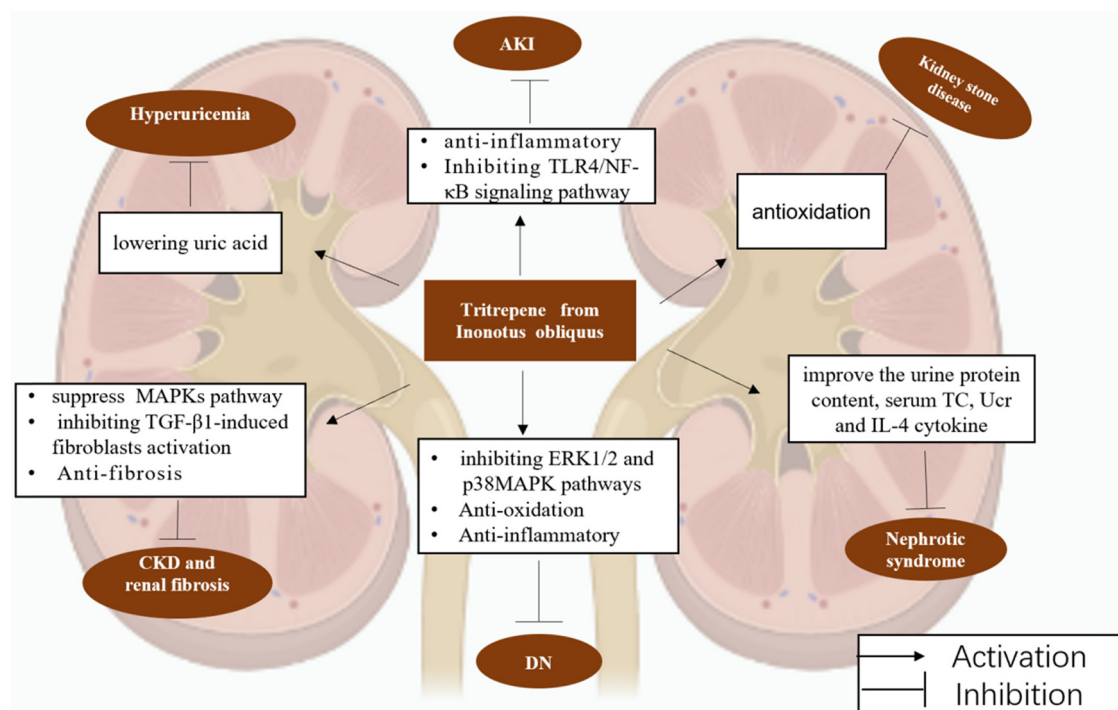 AKI
Kidney stone
disease
Hyperuricemia
• anti-inflammatory
• Inhibiting TLR4/NF-
κB signaling pathway
antioxidation
lowering uric acid
Tritrepene from
Inonotus obliquus
• suppress MAPKs pathway
• inhibiting TGF-β1-induced
fibroblasts activation
• Anti-fibrosis
improve the urine protein
content, serum TC, Ucr
and IL-4 cytokine
• inhibiting ERK1/2 and
p38MAPK pathways
• Anti-oxidation
• Anti-inflammatory
CKD and
renal fibrosis
Nephrotic
syndrome
DN
Activation
Inhibition